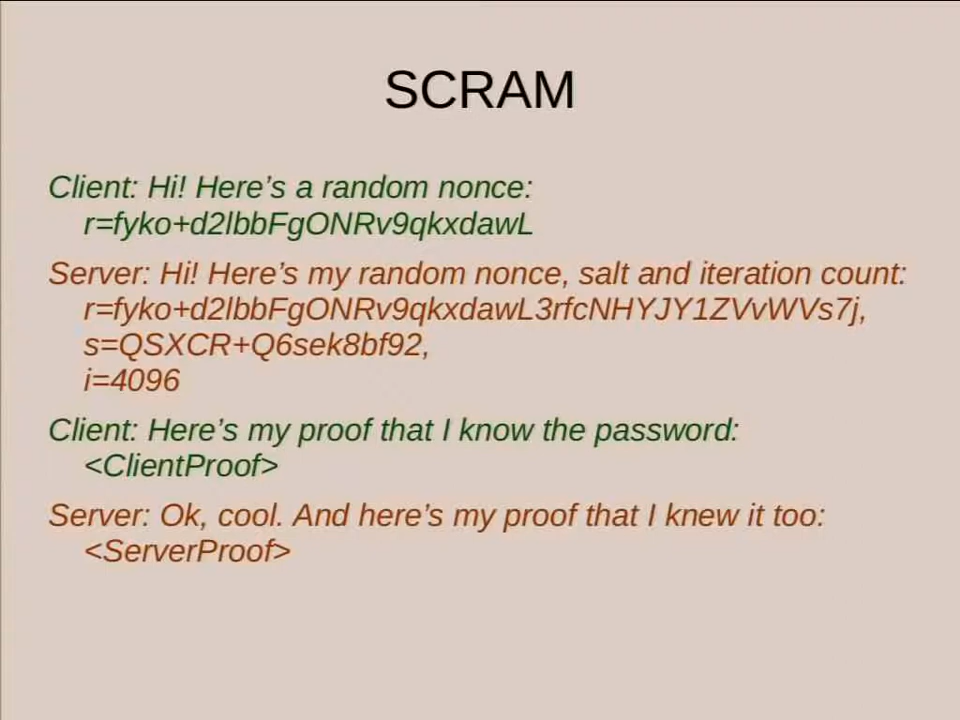 SCRAM
Client: Hi! Here's a random nonce:
r=fyko+d2lbbFgONRv9qkxdawL
Server: Hi! Here's my random nonce, salt and iteration count:
r=fyko+d2lbbFgONRv9qkxdawL3rfcNHYJY1ZVvWVs7j,
s=QSXCR+Q6sek8bf92,
i=4096
Client: Here's my proof that I know the password:
<ClientProof>
Server: Ok, cool. And here's my proof that I knew it too:
<ServerProof>